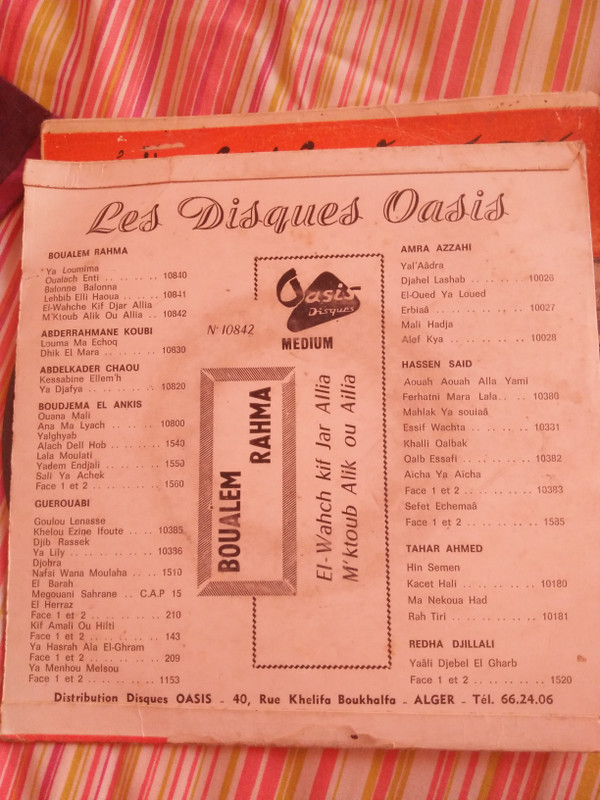 Les Disques Oasis
BOUALEM RAHMA
Ya Loumima
Oualach Enti . . . . . . . . 10840
Balonne Balonna
Lehbib Elli Haoua . . . . . 10841
El-Wahche Kif Djar Allia
M'Ktoub Alik Ou Allia . . 10842
ABDERRAHMANE KOUBI
Louma Ma Echoq
Dhik El Mara . . . . . . . . 10830
ABDELKADER CHAOU
Kessabine Ellem'h
Ya Djafya . . . . . . . . . . 10820
BOUDJEMA EL ANKIS
Ouana Mali
Ana Ma Lyach . . . . . . 10800
Yalghyab
Alach Dell Hob . . . . . . . . 1540
Lala Moulati
Yadem Endjali . . . . . . . . 1550
Sali Ya Achek
Face 1 et 2 . . . . . . . . . . 1560
GUEROUABI
Goulou Lenasse
Khelou Ezine Ifoute . . . . 10385
Djib Rassek
Ya Lily . . . . . . . . . . . . 10386
Djohra
Nafsi Wana Moulaha . . . 1510
El Barah
Megouani Sahrane . . C.A.P 15
El Herraz
Face 1 et 2 . . . . . . . . . . 210
Kif Amali Ou Hilti
Face 1 et 2 . . . . . . . . . . 143
Ya Hasrah Ala El-Ghram
Face 1 et 2 . . . . . . . . . . 209
Ya Menhou Melsou
Face 1 et 2 . . . . . . . . . . 1153
N° 10842
Oasis
Disques
MEDIUM
BOUALEM RAHMA
El-Wahch kif Jar Allia
M'ktoub Alik ou Ailia
AMRA AZZAHI
Yal'Aâdra
Djahel Lashab . . . . . . . . 10026
El-Oued Ya Loued
Erbiaâ . . . . . . . . . . . . 10027
Mali Hadja
Alef Kya . . . . . . . . . . . 10028
HASSEN SAID
Aouah Aouah Alla Yami
Ferhatni Mara Lala . . . . 10380
Mahlak Ya souiaâ
Essif Wachta . . . . . . . . 10331
Khalli Qalbak
Qalb Essafi . . . . . . . . . 10382
Aicha Ya Aïcha
Face 1 et 2 . . . . . . . . . . 10383
Sefet Echemaâ
Face 1 et 2 . . . . . . . . . . 1585
TAHAR AHMED
Hin Semen
Kacet Hali . . . . . . . . . . 10180
Ma Nekoua Had
Rah Tiri . . . . . . . . . . . 10181
REDHA DJILLALI
Yaâli Djebel El Gharb
Face 1 et 2 . . . . . . . . . . 1520
Distribution Disques OASIS - 40, Rue Khelifa Boukhalfa - ALGER - Tél. 66.24.06